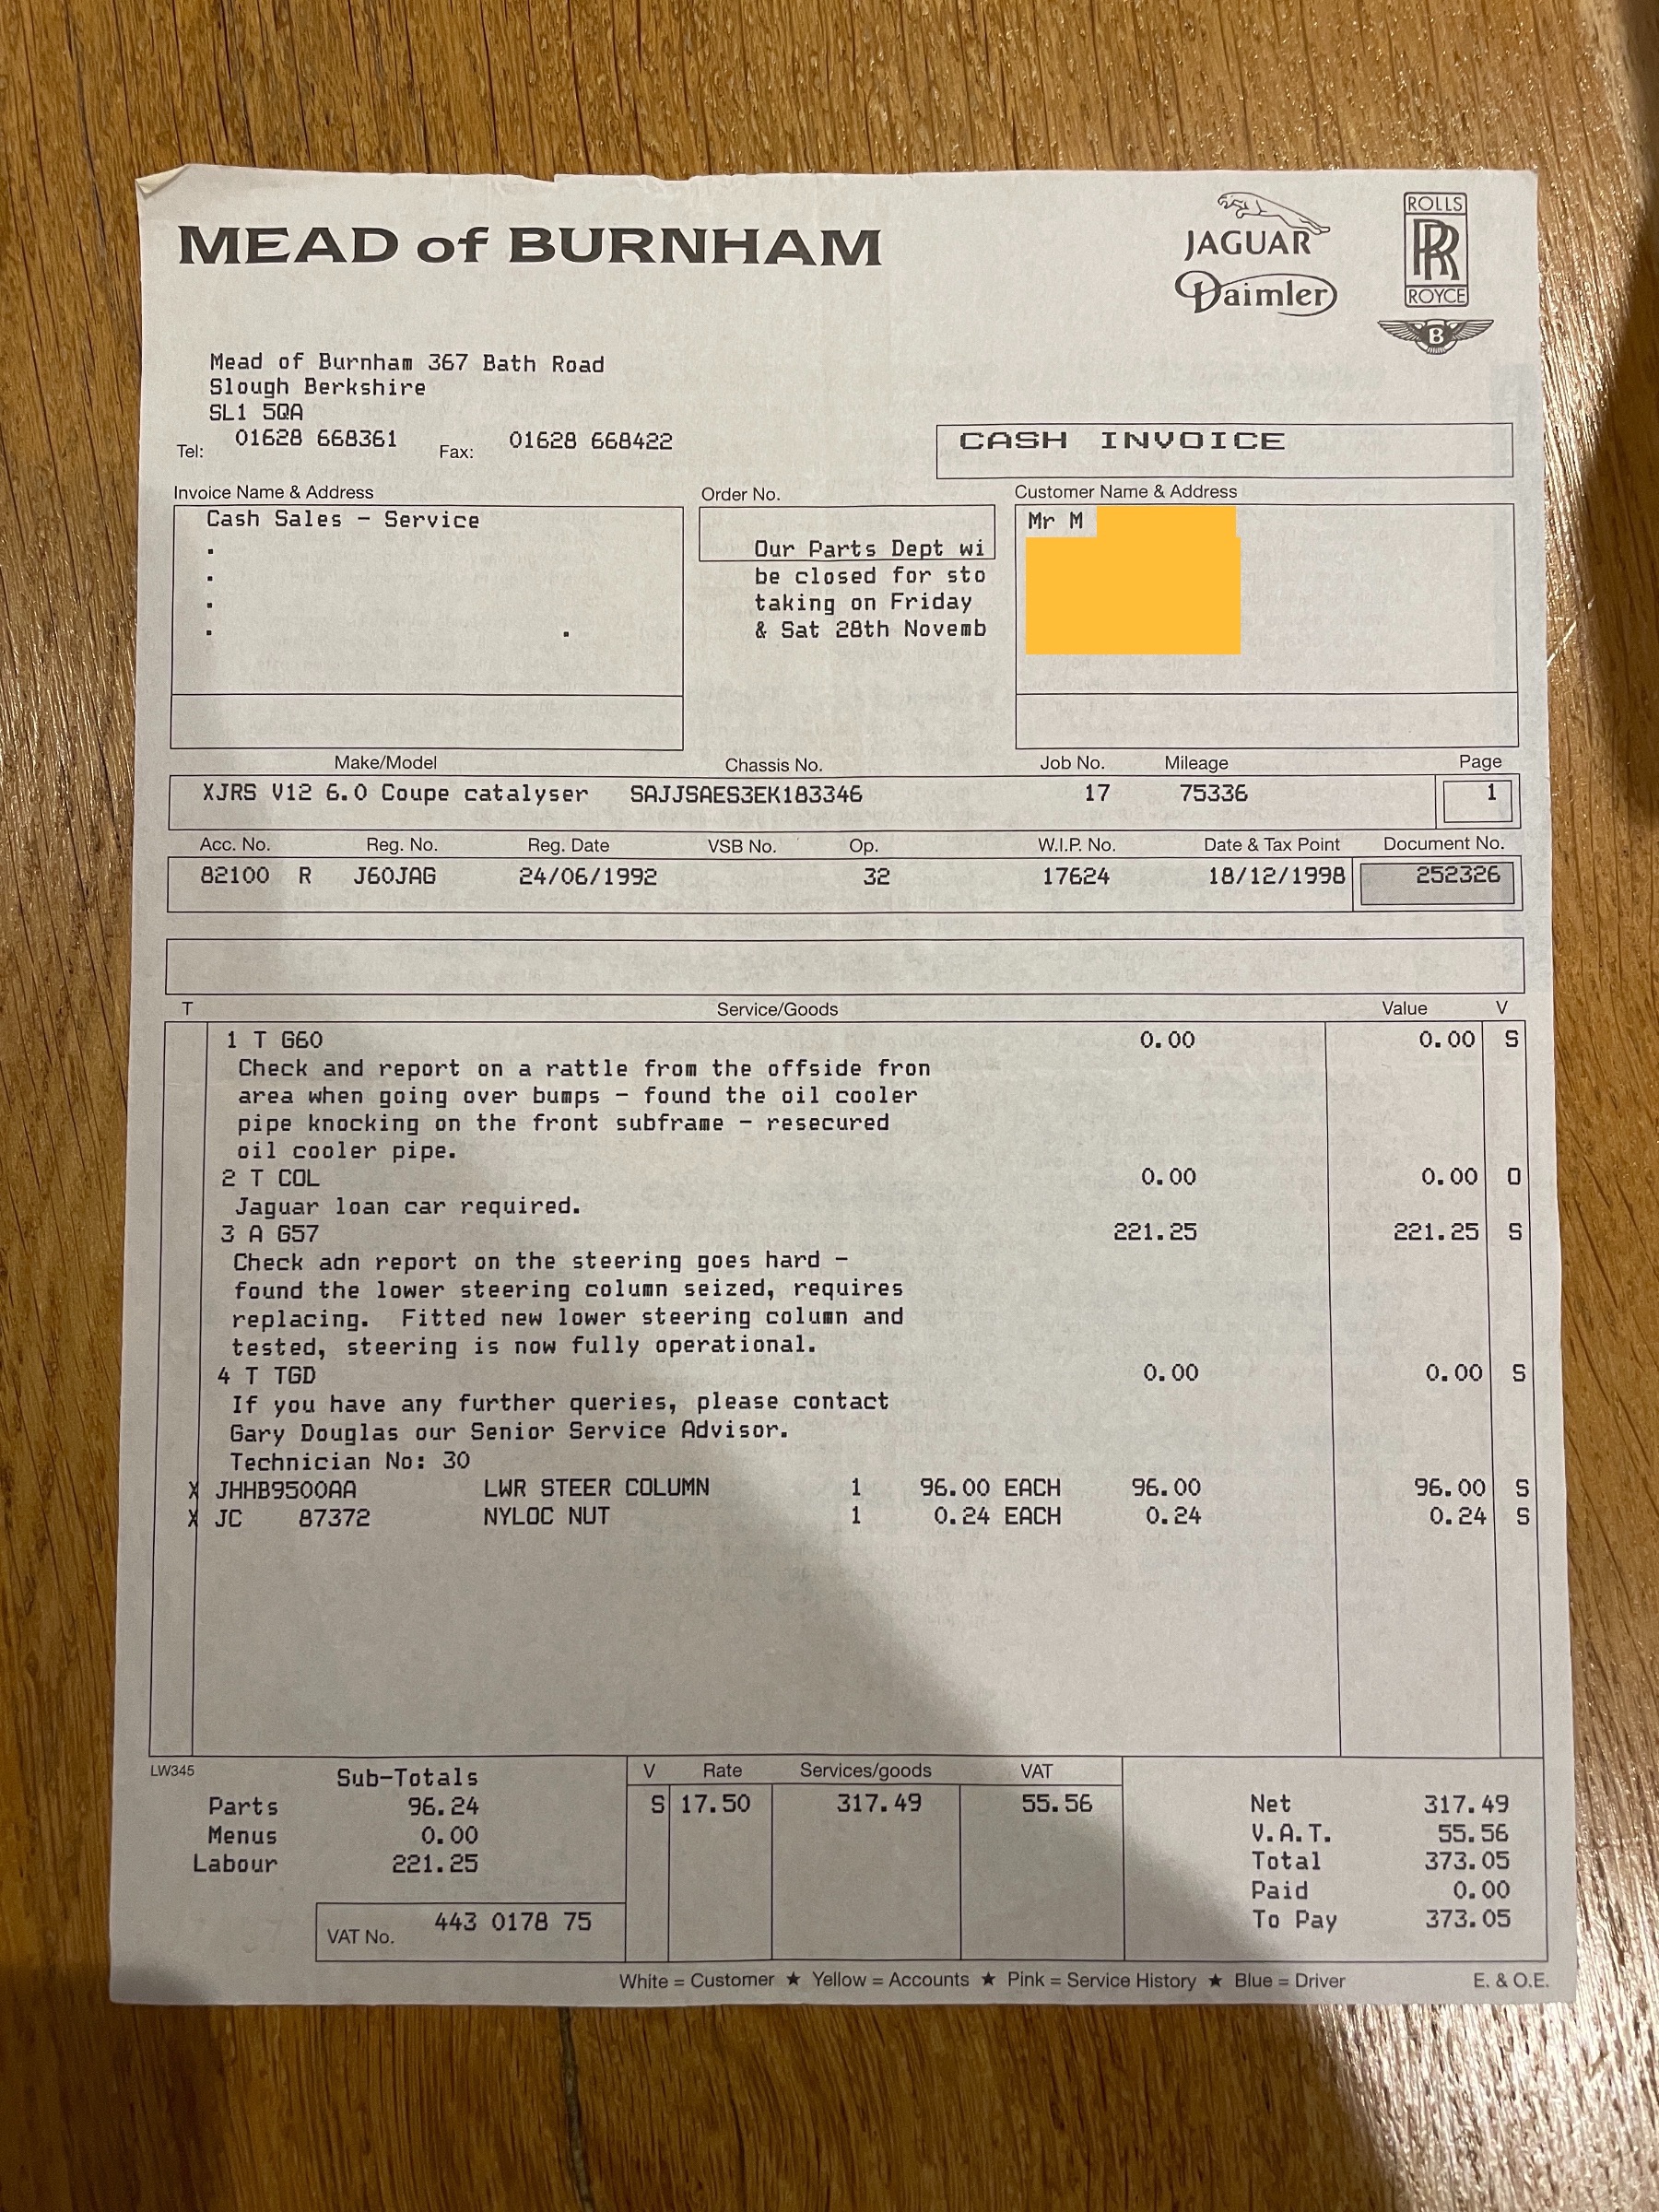 MEAD of BURNHAM
JAGUAR
Daimler
ROLLS
RR
ROYCE
B
Mead of Burnham 367 Bath Road
Slough Berkshire
SL1 5QA
Tel: 01628 668361 Fax: 01628 668422
CASH INVOICE
Invoice Name & Address
Cash Sales - Service
.
.
.
. .
Order No.
Our Parts Dept wi
be closed for sto
taking on Friday
& Sat 28th Novemb
Customer Name & Address
Mr M
Make/Model Chassis No. Job No. Mileage Page
XJRS V12 6.0 Coupe catalyser SAJJSAES3EK183346 17 75336 1
Acc. No. Reg. No. Reg. Date VSB No. Op. W.I.P. No. Date & Tax Point Document No.
82100 R J60JAG 24/06/1992 32 17624 18/12/1998 252326
T Service/Goods Value V
1 T G60 0.00 0.00 S
Check and report on a rattle from the offside fron
area when going over bumps - found the oil cooler
pipe knocking on the front subframe - resecured
oil cooler pipe.
2 T COL 0.00 0.00 O
Jaguar loan car required.
3 A G57 221.25 221.25 S
Check adn report on the steering goes hard -
found the lower steering column seized, requires
replacing. Fitted new lower steering column and
tested, steering is now fully operational.
4 T TGD 0.00 0.00 S
If you have any further queries, please contact
Gary Douglas our Senior Service Advisor.
Technician No: 30
X JHHB9500AA LWR STEER COLUMN 1 96.00 EACH 96.00 96.00 S
X JC 87372 NYLOC NUT 1 0.24 EACH 0.24 0.24 S
LW345
Sub-Totals
Parts 96.24
Menus 0.00
Labour 221.25
VAT No. 443 0178 75
V Rate Services/goods VAT
S 17.50 317.49 55.56
Net 317.49
V.A.T. 55.56
Total 373.05
Paid 0.00
To Pay 373.05
White = Customer ★ Yellow = Accounts ★ Pink = Service History ★ Blue = Driver E. & O.E.